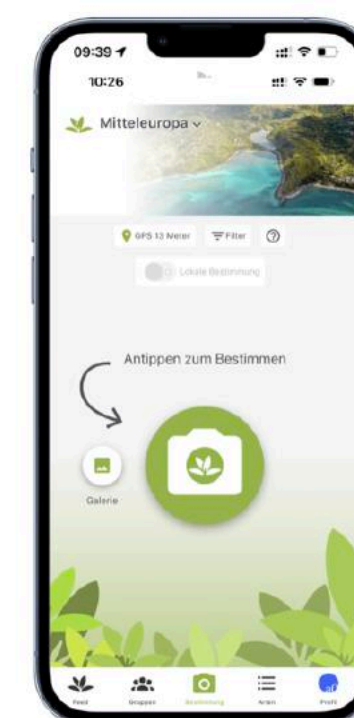 09:39
10:26
Mitteleuropa
GPS 13 Meter Filter
Lokale Bestimmung
Antippen zum Bestimmen
Galerie
Feed Gruppen Bestimmung Arten Profil